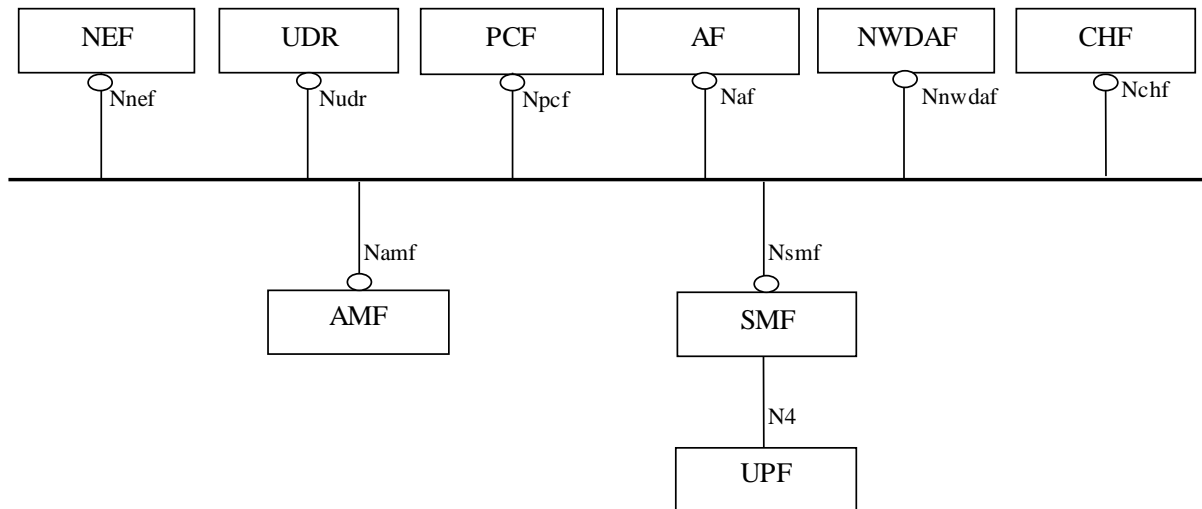 NEF UDR PCF AF NWDAF CHF
Nnef Nudr Npcf Naf Nnwdaf Nchf
Namf Nsmf
AMF SMF
N4
UPF